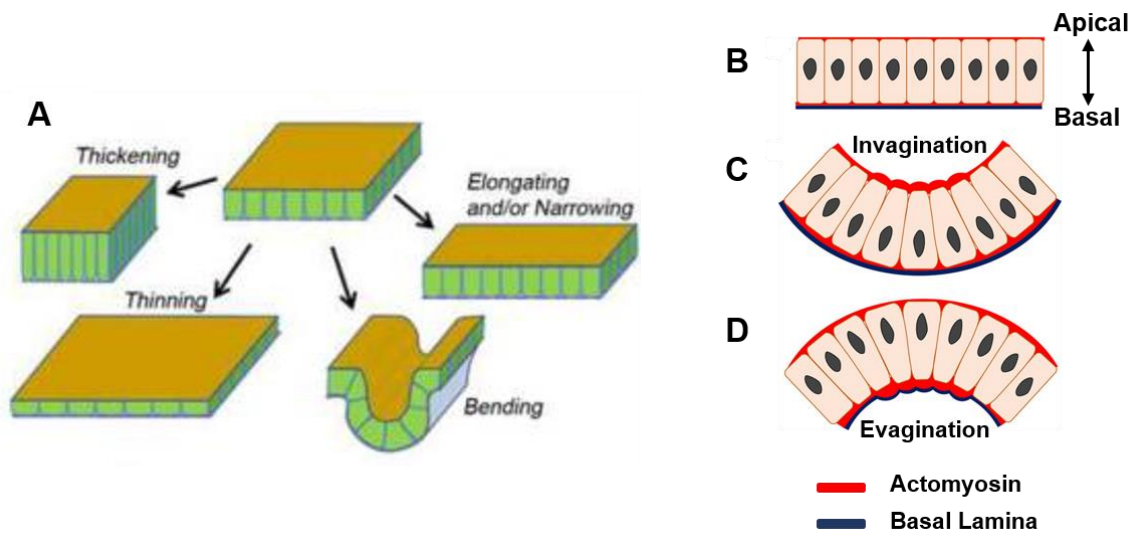 A
Thickening
Elongating
and/or Narrowing
Thinning
Bending
B
Apical
Basal
C
Invagination
D
Evagination
Actomyosin
Basal Lamina